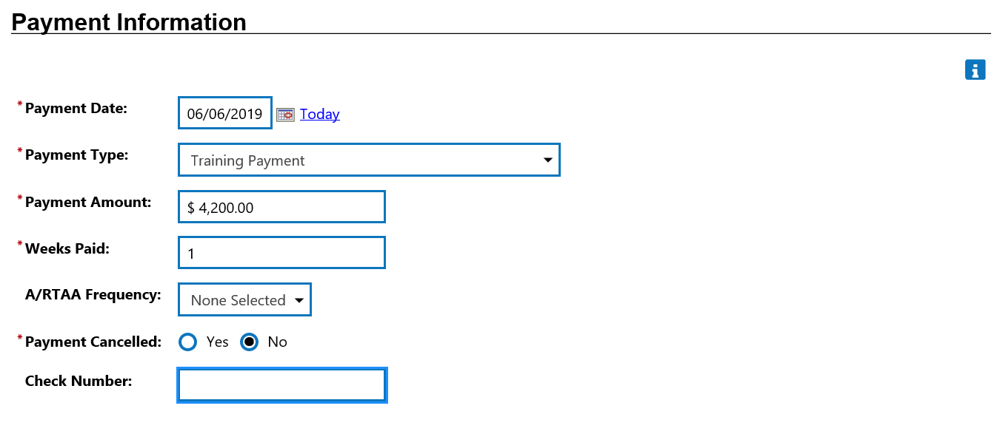 Payment Information
i
* Payment Date: 06/06/2019 Today
* Payment Type: Training Payment
* Payment Amount: $ 4,200.00
* Weeks Paid: 1
A/RTAA Frequency: None Selected
* Payment Cancelled: Yes No
Check Number: